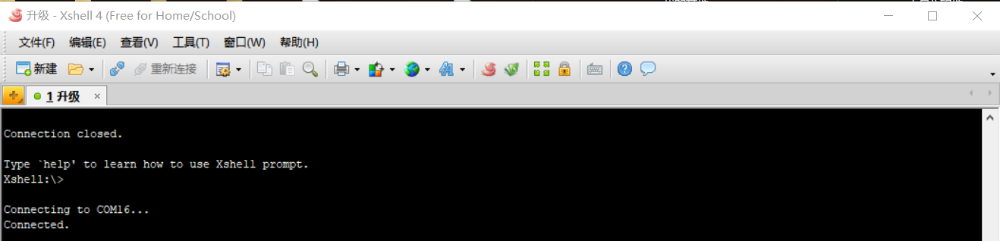 升级 - Xshell 4 (Free for Home/School)
文件(F) 编辑(E) 查看(V) 工具(T) 窗口(W) 帮助(H)
新建 重新连接
1 升级
Connection closed.
Type `help' to learn how to use Xshell prompt.
Xshell:\>
Connecting to COM16...
Connected.